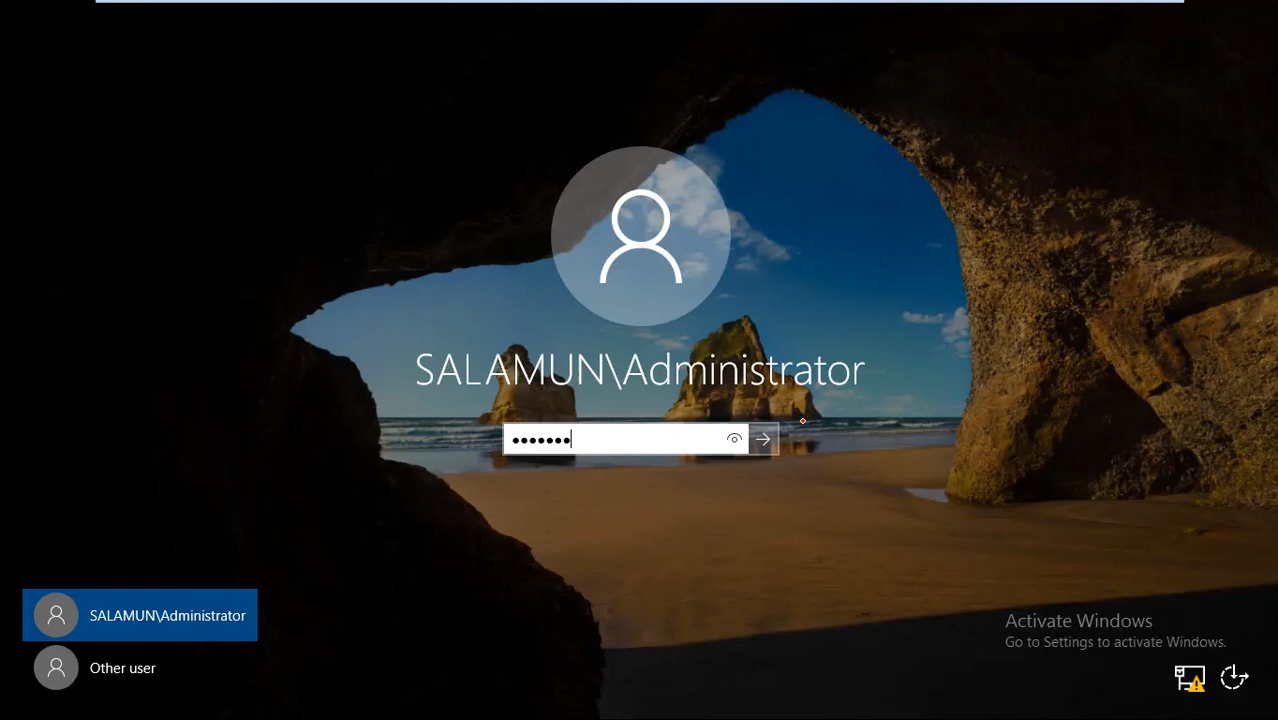 SALAMUN\Administrator
•••••••
SALAMUN\Administrator
Other user
Activate Windows
Go to Settings to activate Windows.